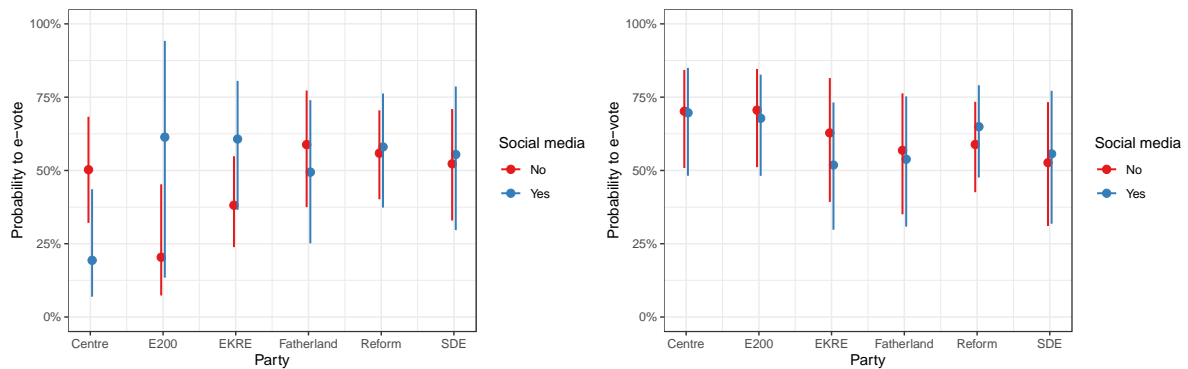 100%
75%
50%
25%
0%
Probability to e−vote
Centre E200 EKRE Fatherland Reform SDE
Party
Social media
No
Yes
100%
75%
50%
25%
0%
Probability to e−vote
Centre E200 EKRE Fatherland Reform SDE
Party
Social media
No
Yes